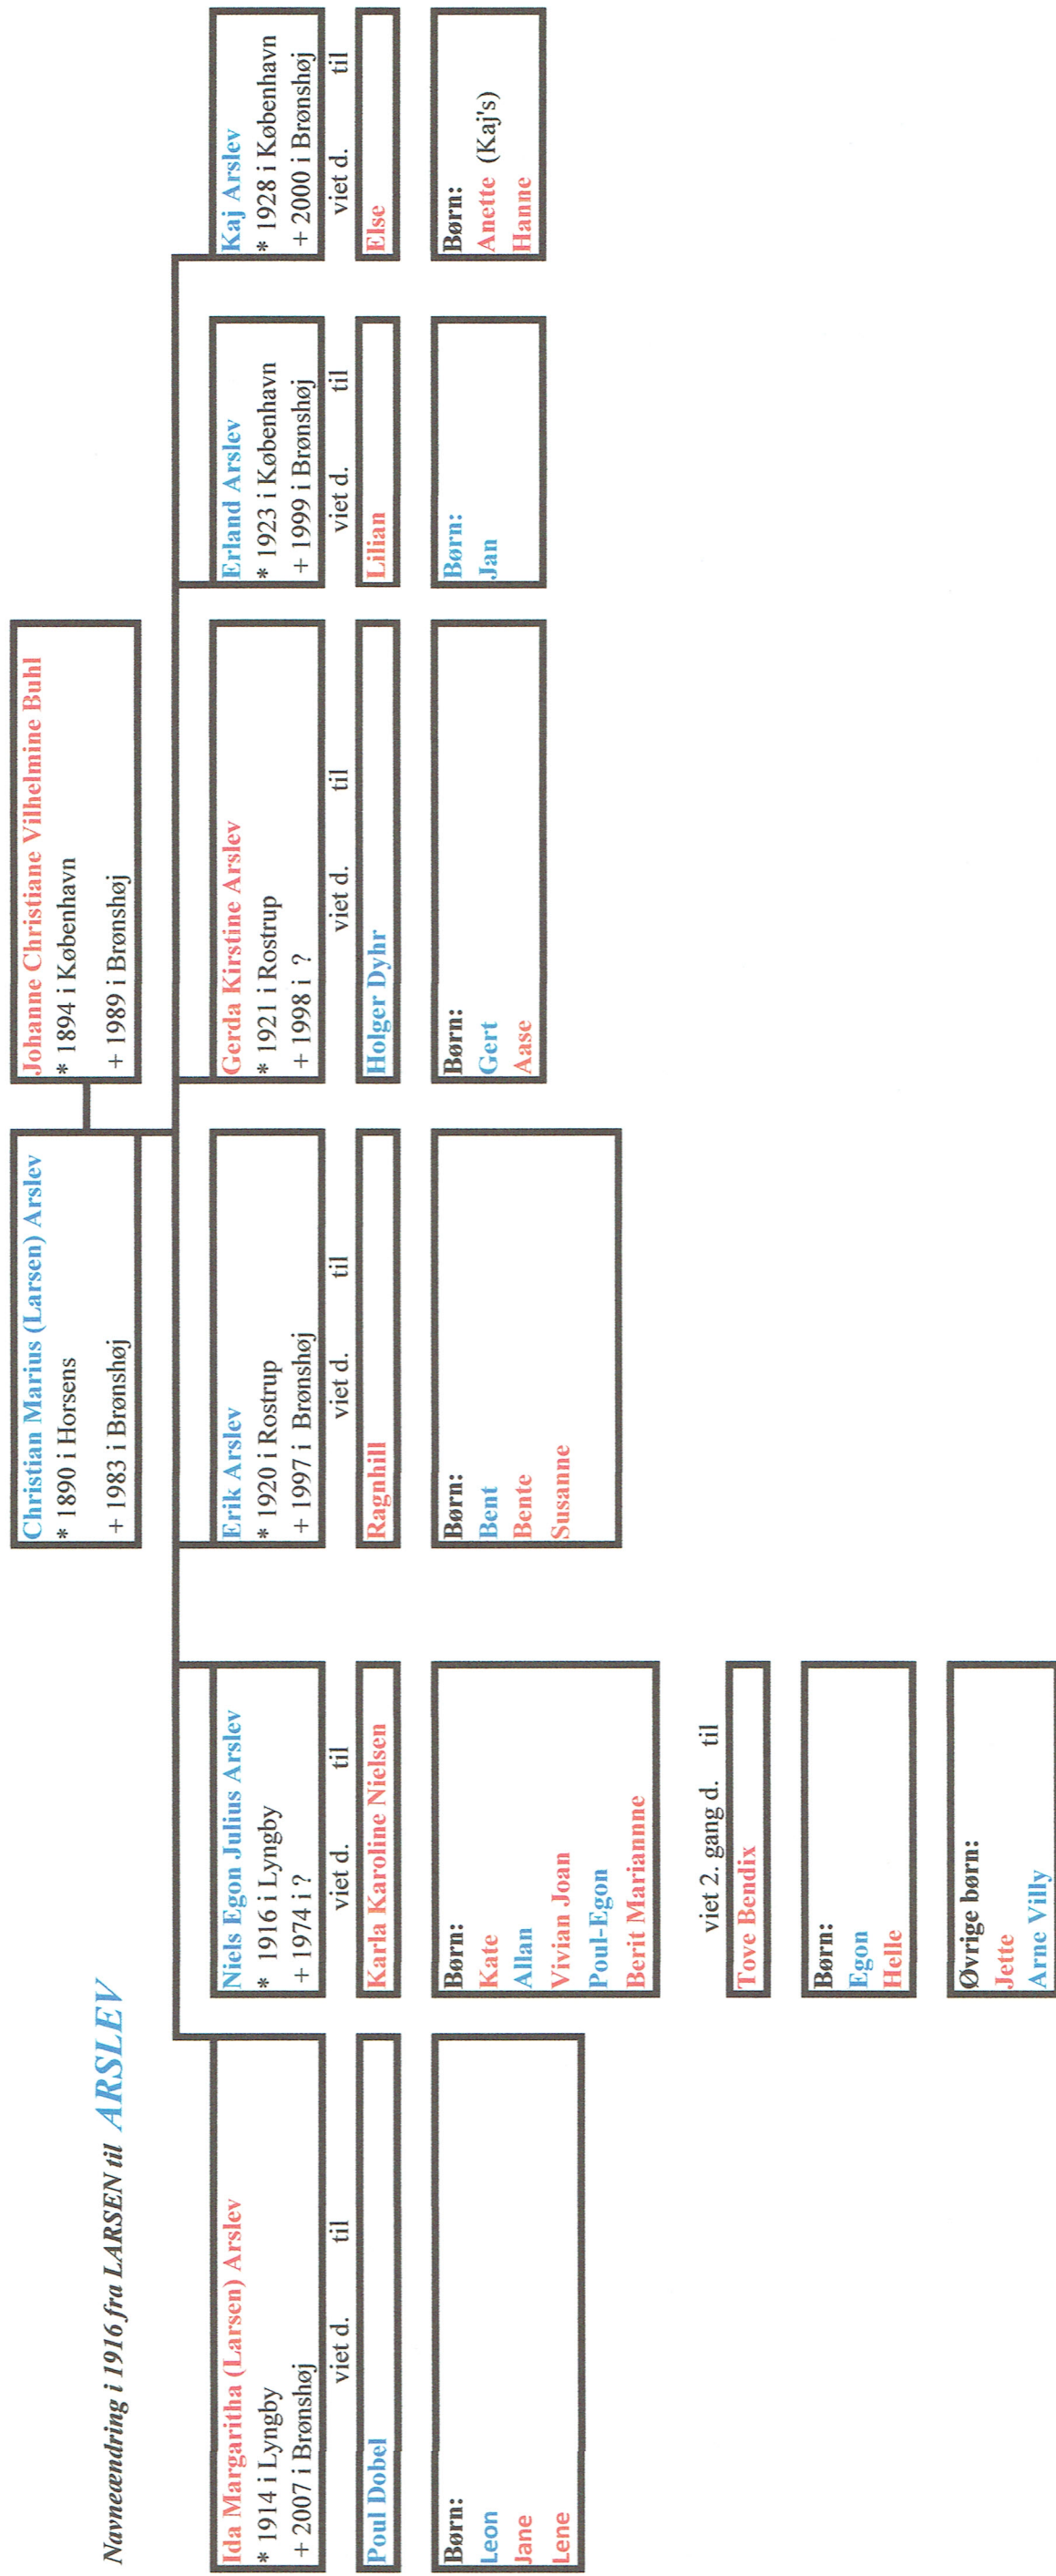 Navneændring i 1916 fra LARSEN til ARSLEV
Christian Marius (Larsen) Arslev
* 1890 i Horsens
+ 1983 i Brønshøj
Johanne Christiane Vilhelmine Buhl
* 1894 i København
+ 1989 i Brønshøj
Ida Margaritha (Larsen) Arslev
* 1914 i Lyngby
+ 2007 i Brønshøj
viet d. til
Poul Dobel
Børn:
Leon
Jane
Lene
Niels Egon Julius Arslev
* 1916 i Lyngby
+ 1974 i ?
viet d. til
Karla Karoline Nielsen
Børn:
Kate
Allan
Vivian Joan
Poul-Egon
Berit Mariannne
viet 2. gang d. til
Tove Bendix
Børn:
Egon
Helle
Øvrige børn:
Jette
Arne Villy
Erik Arslev
* 1920 i Rostrup
+ 1997 i Brønshøj
viet d. til
Ragnhill
Børn:
Bent
Bente
Susanne
Gerda Kirstine Arslev
* 1921 i Rostrup
+ 1998 i ?
viet d. til
Holger Dyhr
Børn:
Gert
Aase
Erland Arslev
* 1923 i København
+ 1999 i Brønshøj
viet d. til
Lilian
Børn:
Jan
Kaj Arslev
* 1928 i København
+ 2000 i Brønshøj
viet d. til
Else
Børn:
Anette (Kaj's)
Hanne